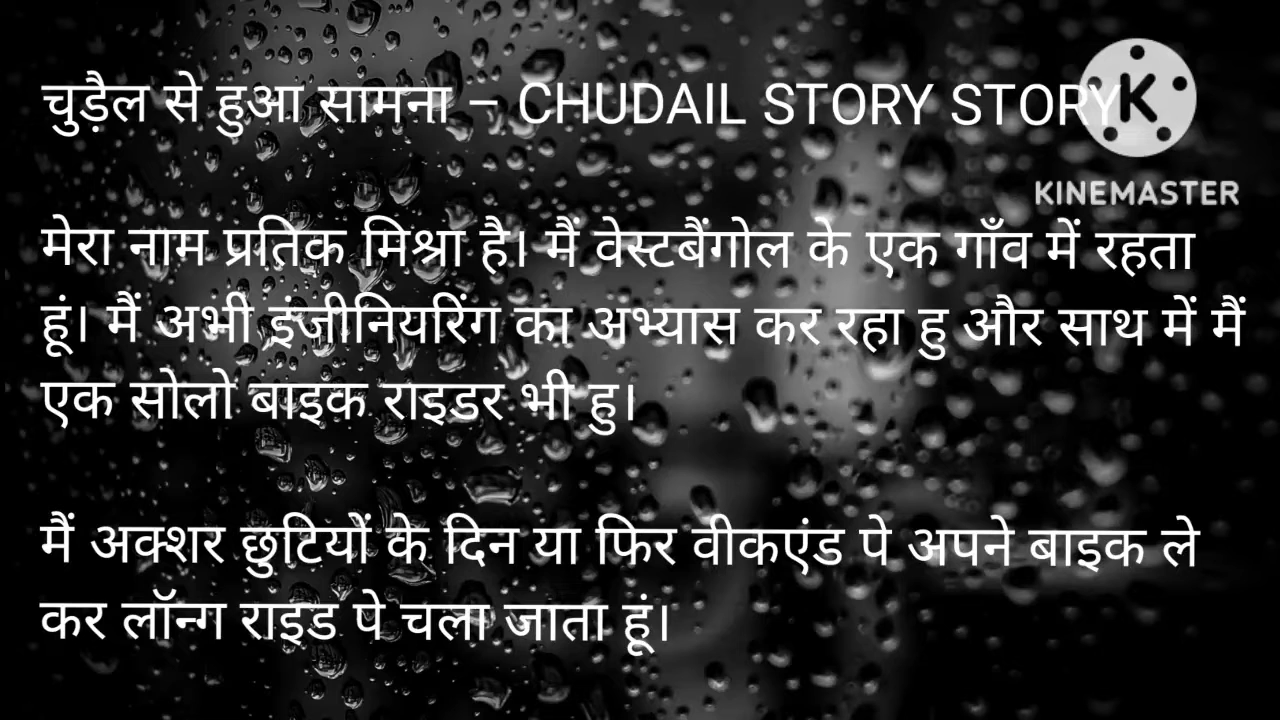 चुड़ैल से हुआ सामना – CHUDAIL STORY STORY
KINEMASTER
मेरा नाम प्रतिक मिश्रा है। मैं वेस्टबैंगोल के एक गाँव में रहता
हूं। मैं अभी इंजीनियरिंग का अभ्यास कर रहा हु और साथ में मैं
एक सोलो बाइक राइडर भी हु।
मैं अक्शर छुटियों के दिन या फिर वीकएंड पे अपने बाइक ले
कर लॉन्ग राइड पे चला जाता हूं।